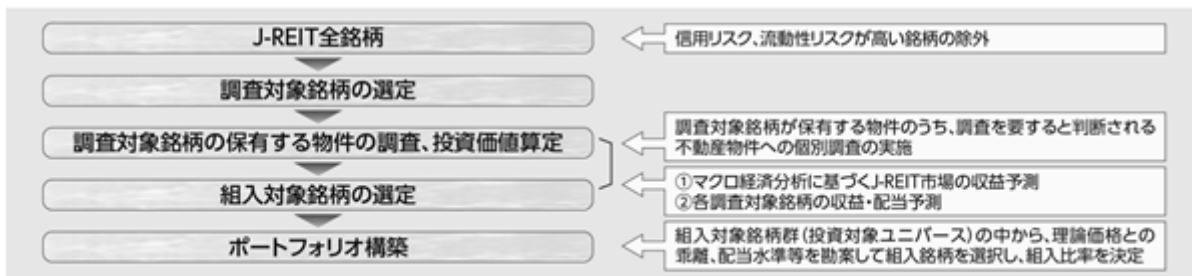 J-REIT全銘柄
信用リスク、流動性リスクが高い銘柄の除外
調査対象銘柄の選定
調査対象銘柄の保有する物件の調査、投資価値算定
調査対象銘柄が保有する物件のうち、調査を要すると判断される
不動産物件への個別調査の実施
組入対象銘柄の選定
①マクロ経済分析に基づくJ-REIT市場の収益予測
②各調査対象銘柄の収益・配当予測
ポートフォリオ構築
組入対象銘柄群（投資対象ユニバース）の中から、理論価格との
乖離、配当水準等を勘案して組入銘柄を選択し、組入比率を決定